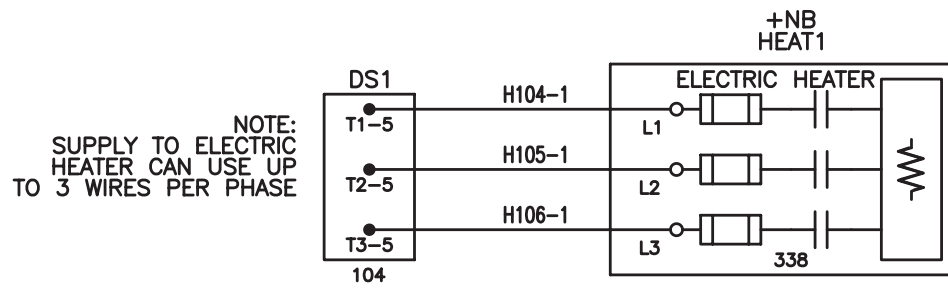 +NB
HEAT1
DS1
ELECTRIC HEATER
H104-1
T1-5
L1
NOTE:
SUPPLY TO ELECTRIC
HEATER CAN USE UP
TO 3 WIRES PER PHASE
H105-1
T2-5
L2
H106-1
T3-5
L3
338
104